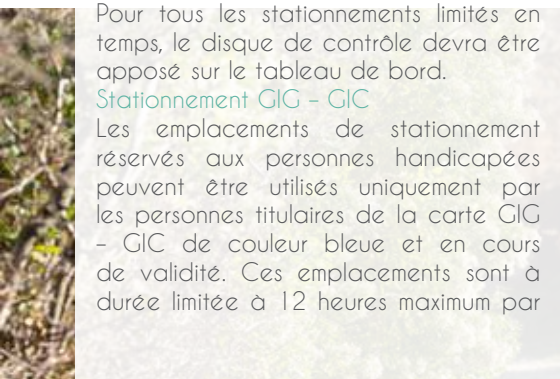 Pour tous les stationnements limités en
temps, le disque de contrôle devra être
apposé sur le tableau de bord.
Stationnement GIG – GIC
Les emplacements de stationnement
réservés aux personnes handicapées
peuvent être utilisés uniquement par
les personnes titulaires de la carte GIG
– GIC de couleur bleue et en cours
de validité. Ces emplacements sont à
durée limitée à 12 heures maximum par